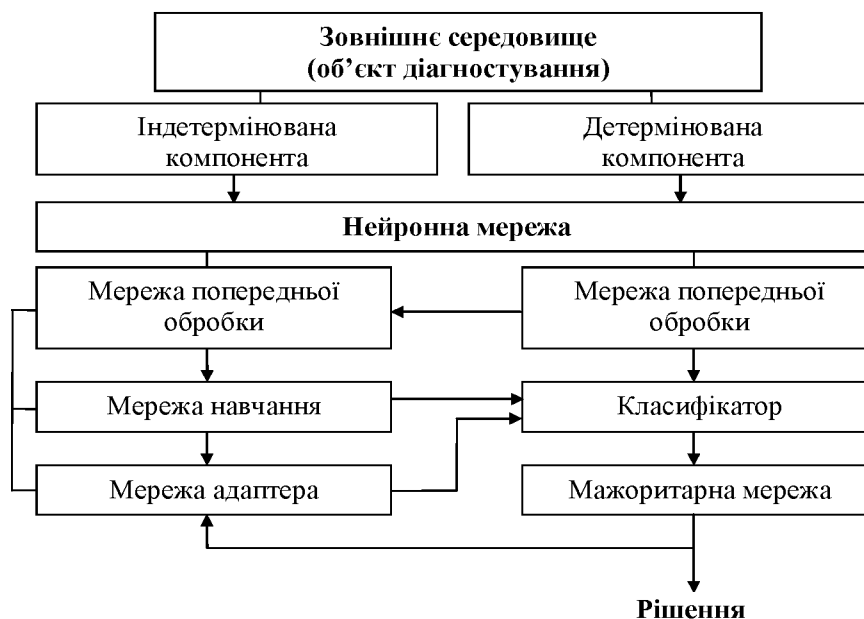 Зовнішнє середовище
(об’єкт діагностування)
Індетермінована
компонента
Детермінована
компонента
Нейронна мережа
Мережа попередньої
обробки
Мережа попередньої
обробки
Мережа навчання
Класифікатор
Мережа адаптера
Мажоритарна мережа
Рішення